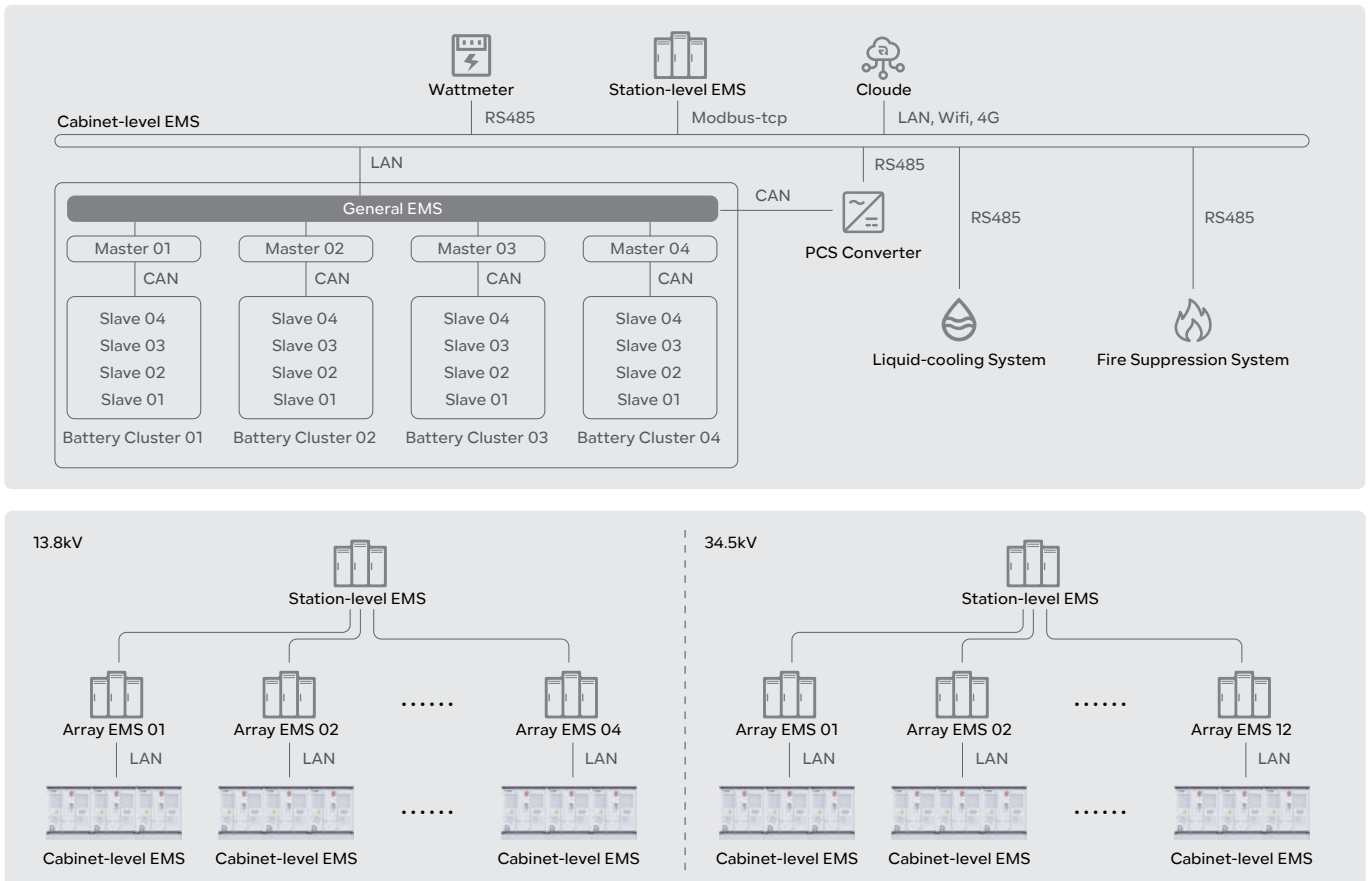 Wattmeter
Station-level EMS
Cloude
Cabinet-level EMS
RS485
Modbus-tcp
LAN, Wifi, 4G
LAN
RS485
General EMS
CAN
RS485
RS485
Master 01
Master 02
Master 03
Master 04
PCS Converter
CAN
CAN
CAN
CAN
Slave 04
Slave 04
Slave 04
Slave 04
Slave 03
Slave 03
Slave 03
Slave 03
Slave 02
Slave 02
Slave 02
Slave 02
Slave 01
Slave 01
Slave 01
Slave 01
Liquid-cooling System
Fire Suppression System
Battery Cluster 01
Battery Cluster 02
Battery Cluster 03
Battery Cluster 04
13.8kV
Station-level EMS
Array EMS 01
Array EMS 02
......
Array EMS 04
LAN
LAN
LAN
......
Cabinet-level EMS
Cabinet-level EMS
Cabinet-level EMS
34.5kV
Station-level EMS
Array EMS 01
Array EMS 02
......
Array EMS 12
LAN
LAN
LAN
......
Cabinet-level EMS
Cabinet-level EMS
Cabinet-level EMS